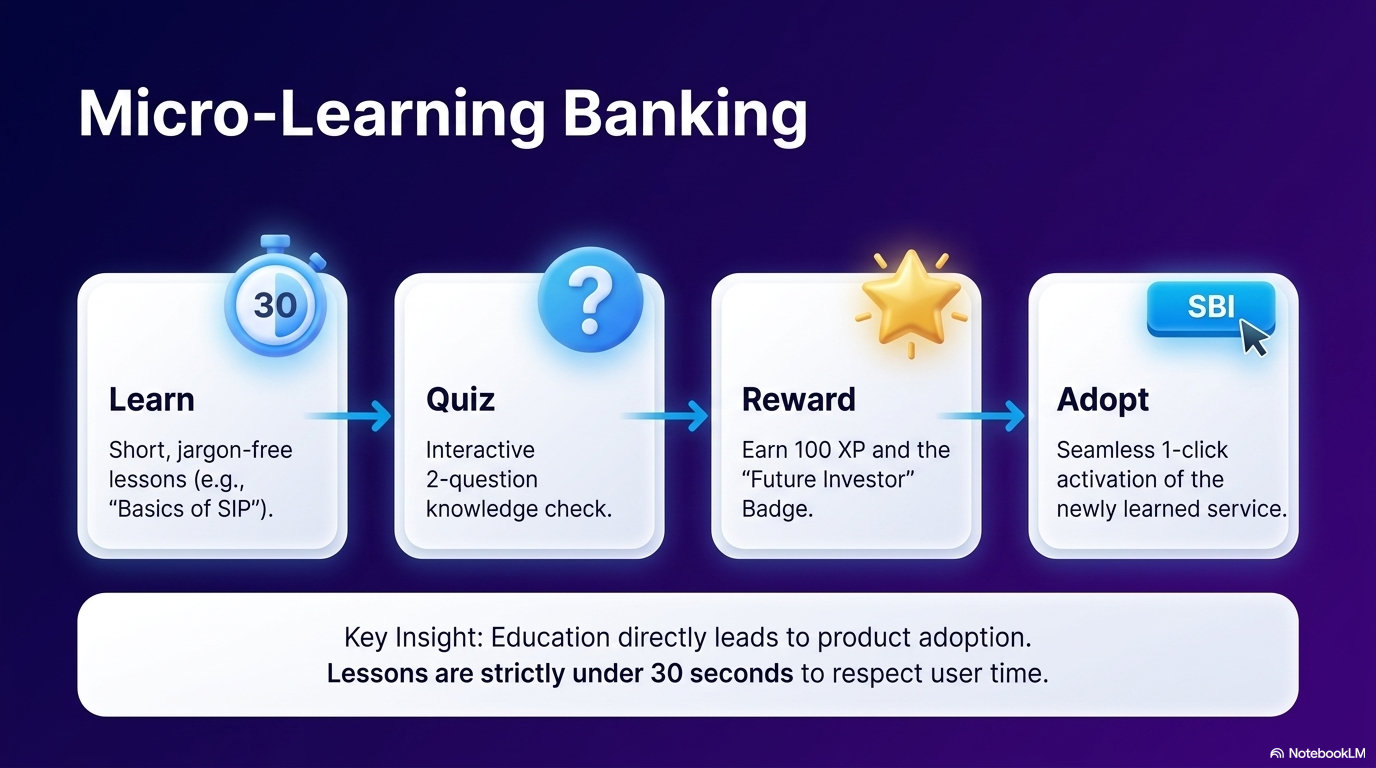 Micro-Learning Banking
30
Learn
Short, jargon-free
lessons (e.g.,
“Basics of SIP”).
?
Quiz
Interactive
2-question
knowledge check.
Reward
Earn 100 XP and the
“Future Investor”
Badge.
SBI
Adopt
Seamless 1-click
activation of the
newly learned service.
Key Insight: Education directly leads to product adoption.
Lessons are strictly under 30 seconds to respect user time.
NotebookLM